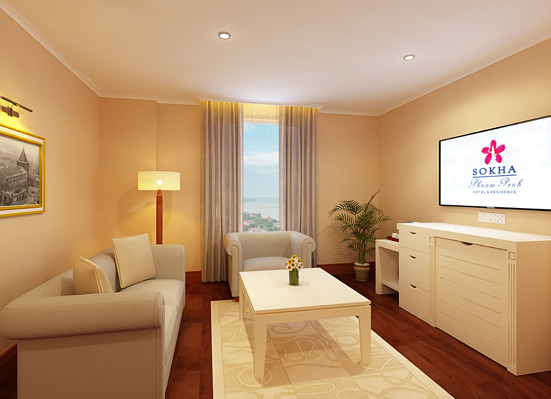 SOKHA
Phnom Penh
HOTEL & RESIDENCE